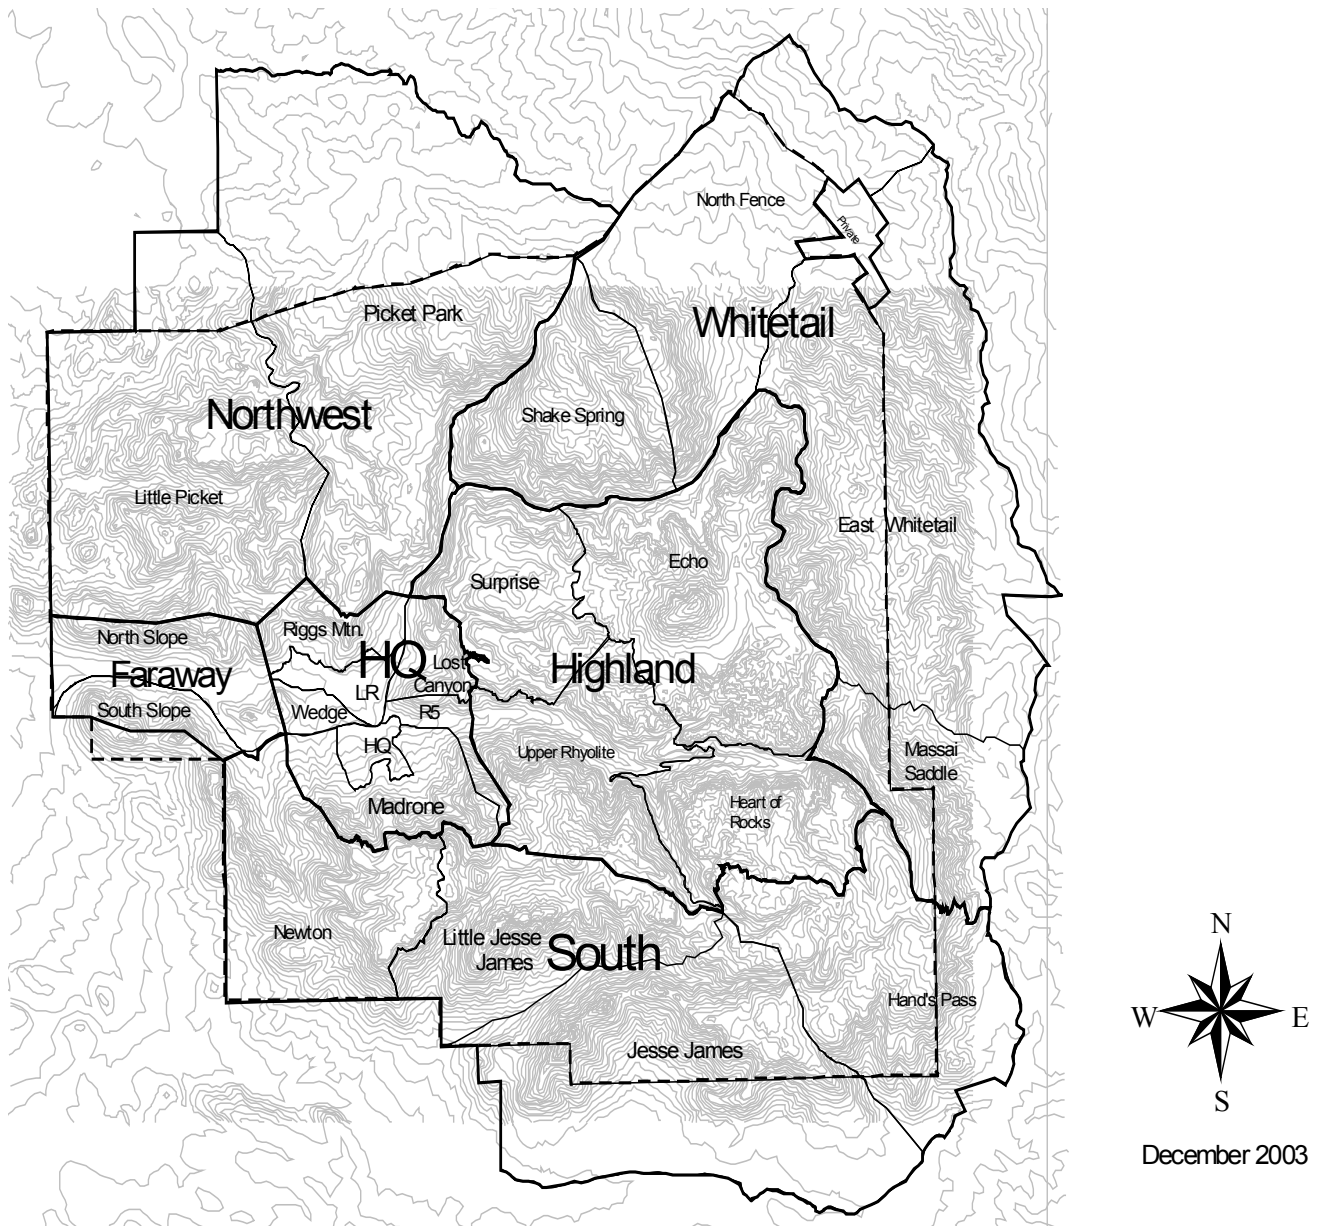 North Fence
Private
Picket Park
Whitetail
Northwest
Shake Spring
Little Picket
East Whitetail
Echo
Surprise
Riggs Mtn.
North Slope
HQ
Lost
Canyon
Highland
Faraway
LR
South Slope
Wedge
R5
HQ
Upper Rhyolite
Massai
Saddle
Madrone
Heart of
Rocks
Newton
Little Jesse
James
South
Hand's Pass
Jesse James
N
W
E
S
December 2003